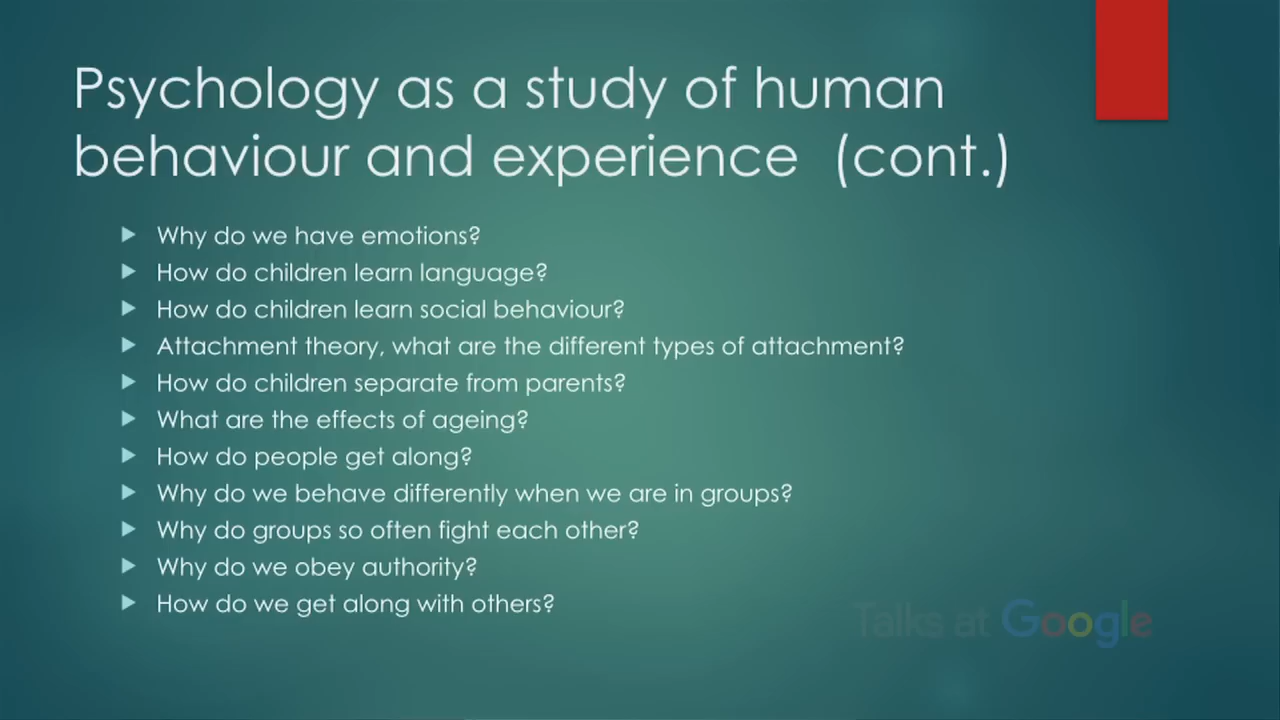 Psychology as a study of human
behaviour and experience (cont.)
Why do we have emotions?
How do children learn language?
How do children learn social behaviour?
Attachment theory, what are the different types of attachment?
How do children separate from parents?
What are the effects of ageing?
How do people get along?
Why do we behave differently when we are in groups?
Why do groups so often fight each other?
Why do we obey authority?
How do we get along with others?
Talks at Google